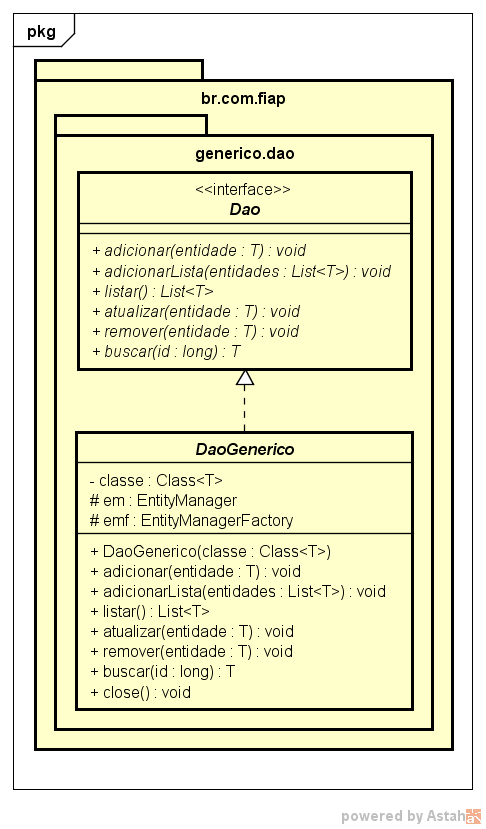 pkg
br.com.fiap
generico.dao
<<interface>>
Dao
+ adicionar(entidade : T) : void
+ adicionarLista(entidades : List<T>) : void
+ listar() : List<T>
+ atualizar(entidade : T) : void
+ remover(entidade : T) : void
+ buscar(id : long) : T
DaoGenerico
- classe : Class<T>
# em : EntityManager
# emf : EntityManagerFactory
+ DaoGenerico(classe : Class<T>)
+ adicionar(entidade : T) : void
+ adicionarLista(entidades : List<T>) : void
+ listar() : List<T>
+ atualizar(entidade : T) : void
+ remover(entidade : T) : void
+ buscar(id : long) : T
+ close() : void
powered by Astah